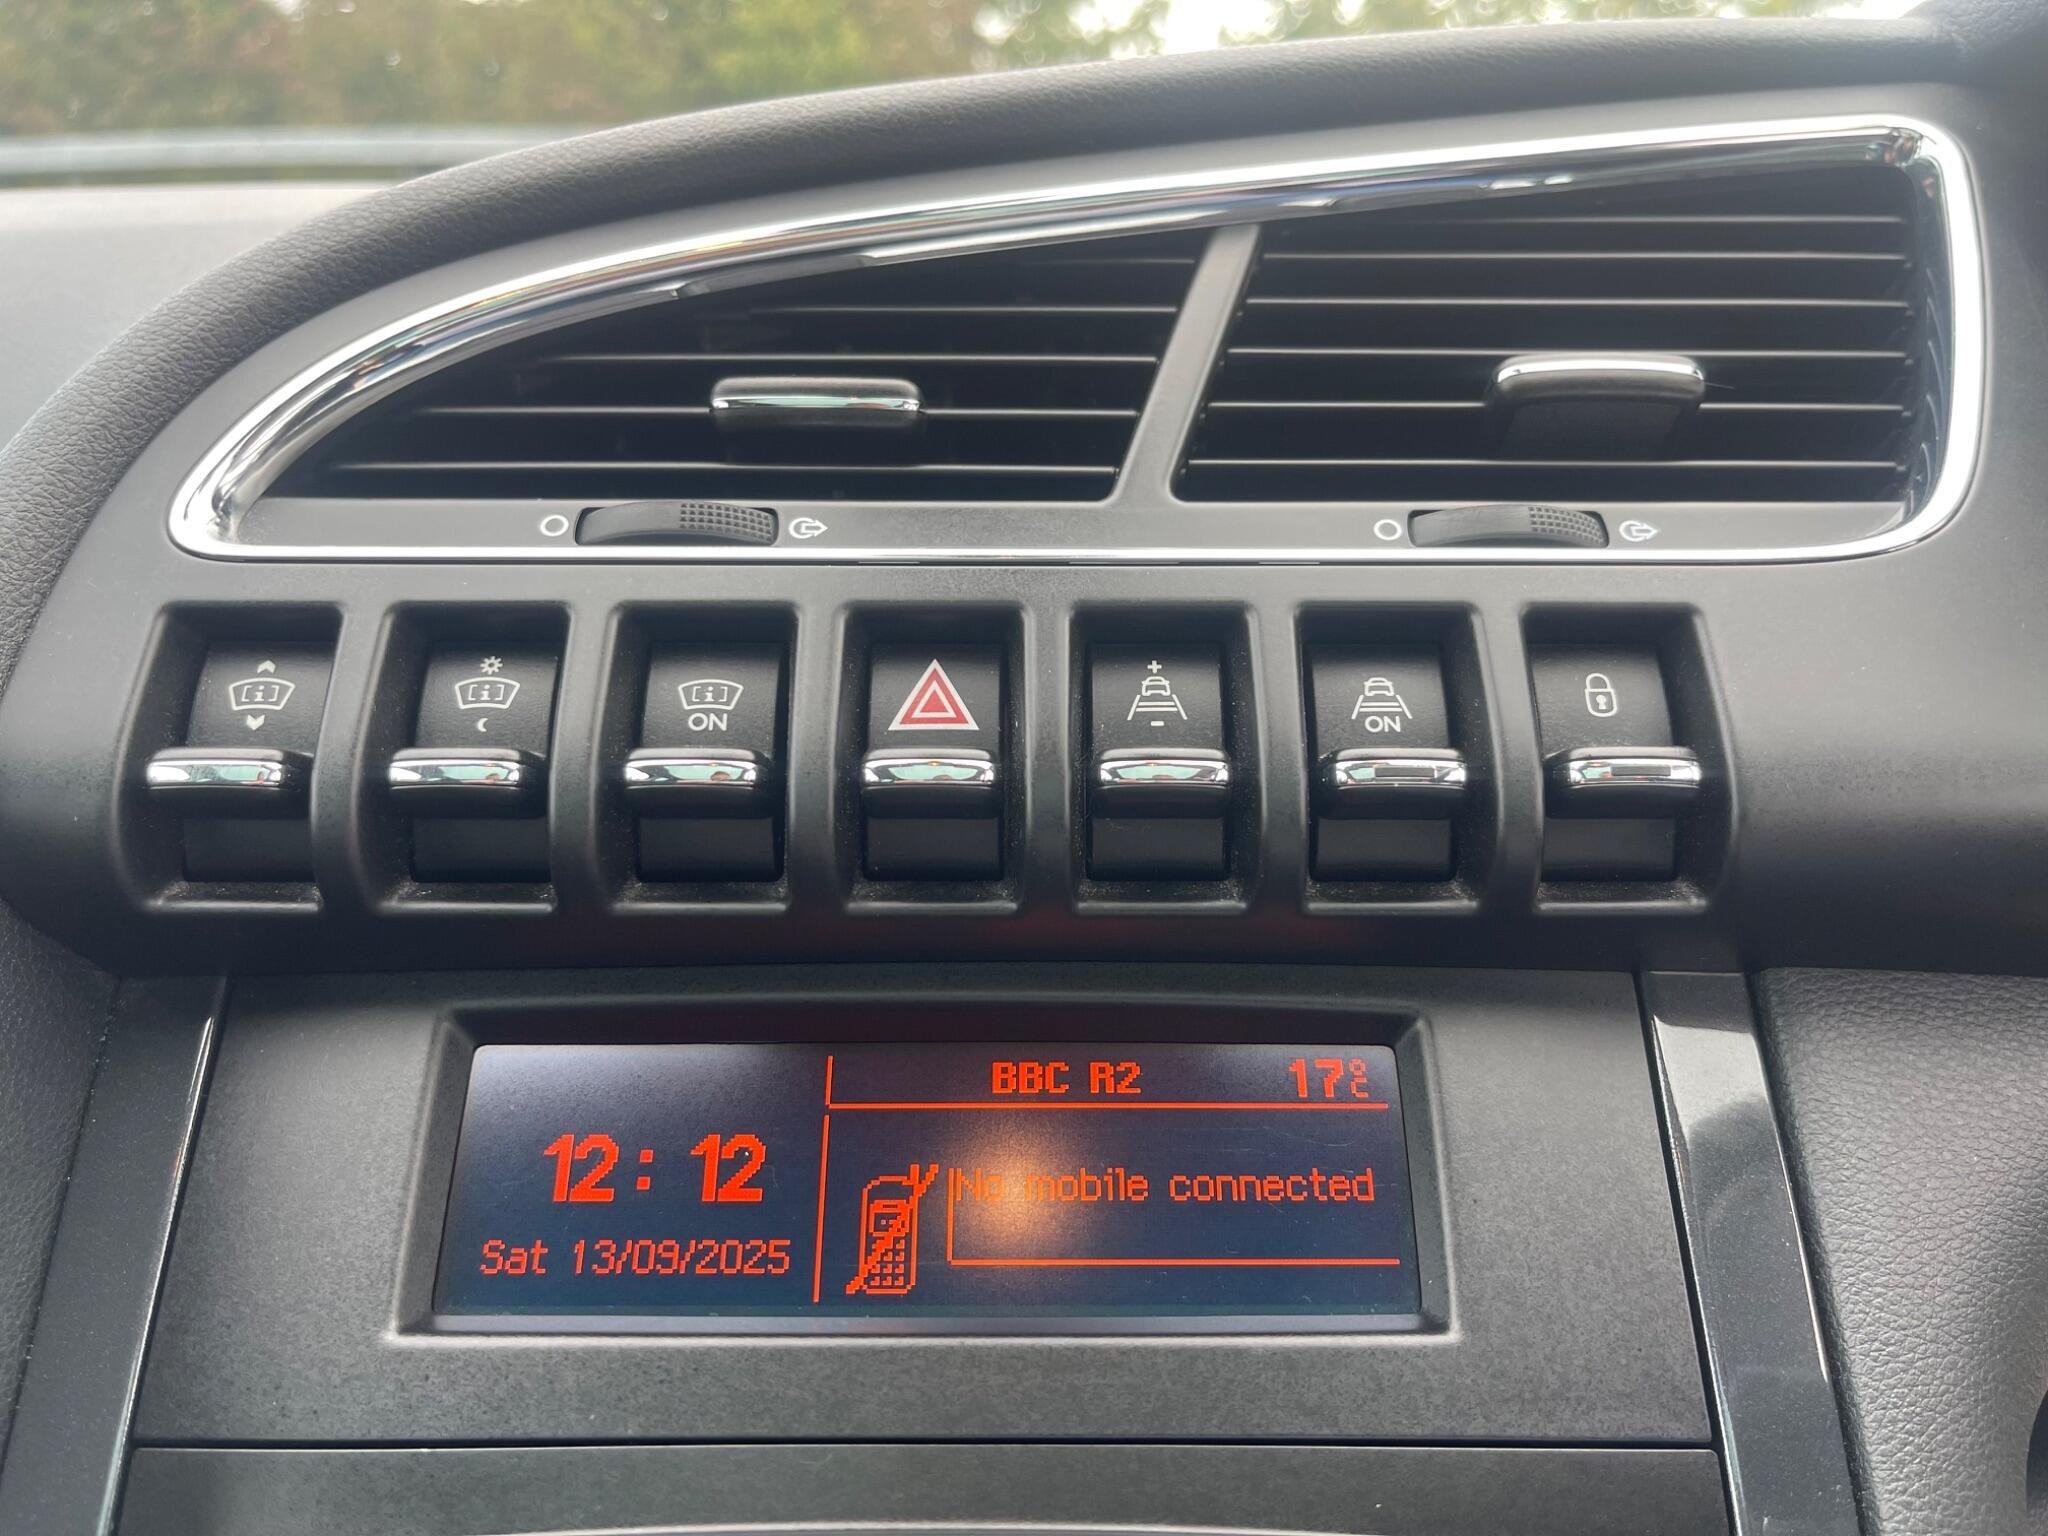 ON
ON
BBC R2 17°C
12:12
No mobile connected
Sat 13/09/2025